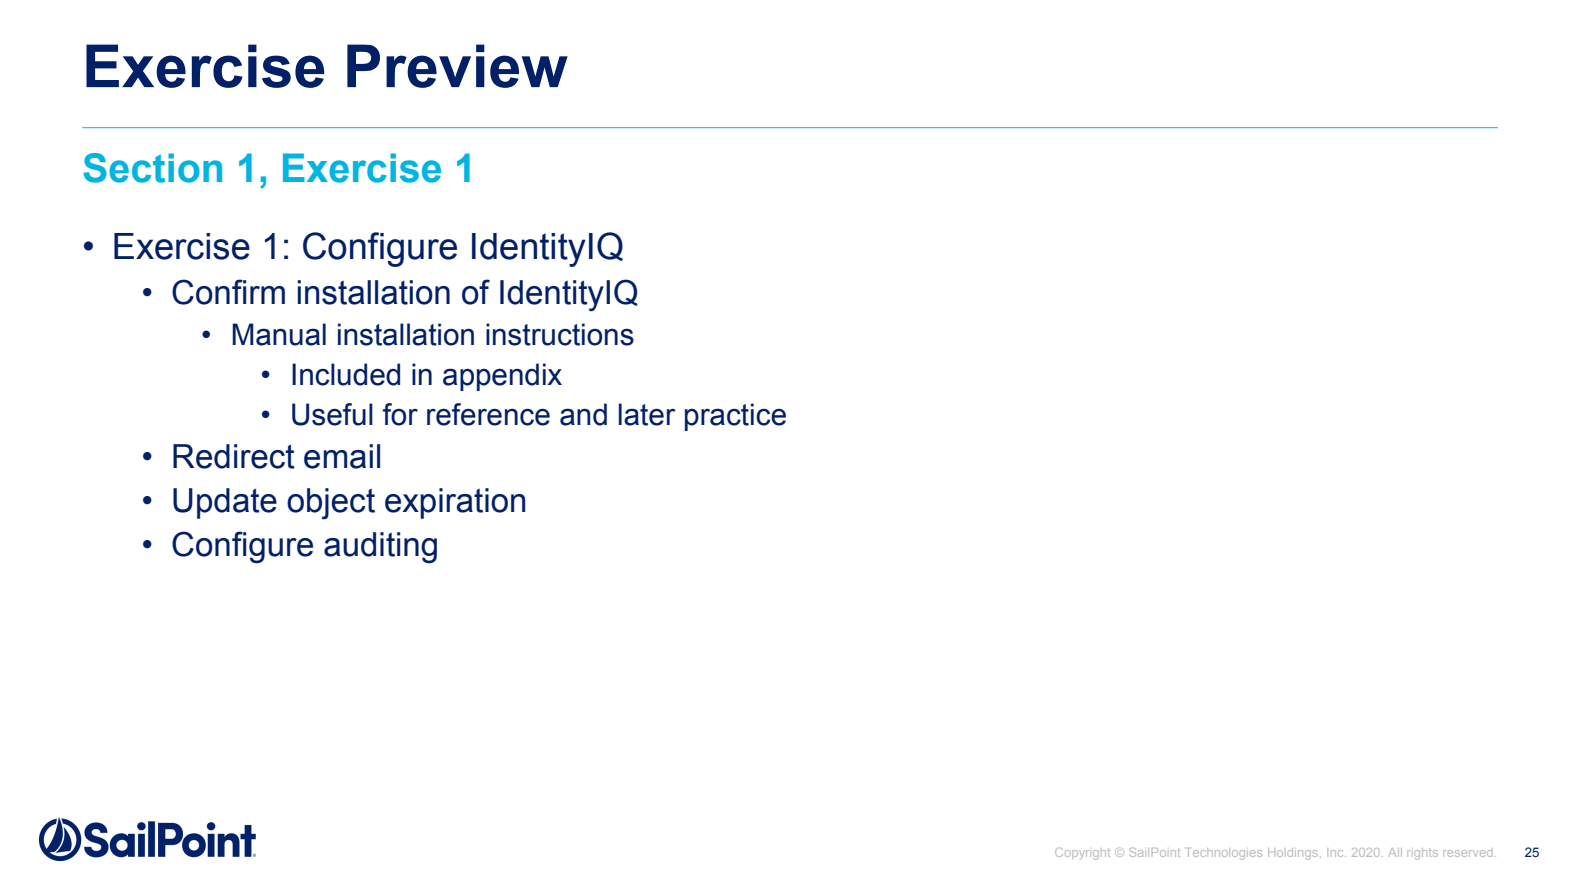 Exercise Preview
Section 1, Exercise 1
• Exercise 1: Configure IdentityIQ
• Confirm installation of IdentityIQ
• Manual installation instructions
• Included in appendix
• Useful for reference and later practice
• Redirect email
• Update object expiration
• Configure auditing
SailPoint
Copyright © SailPoint Technologies Holdings, Inc. 2020. All rights reserved. 25